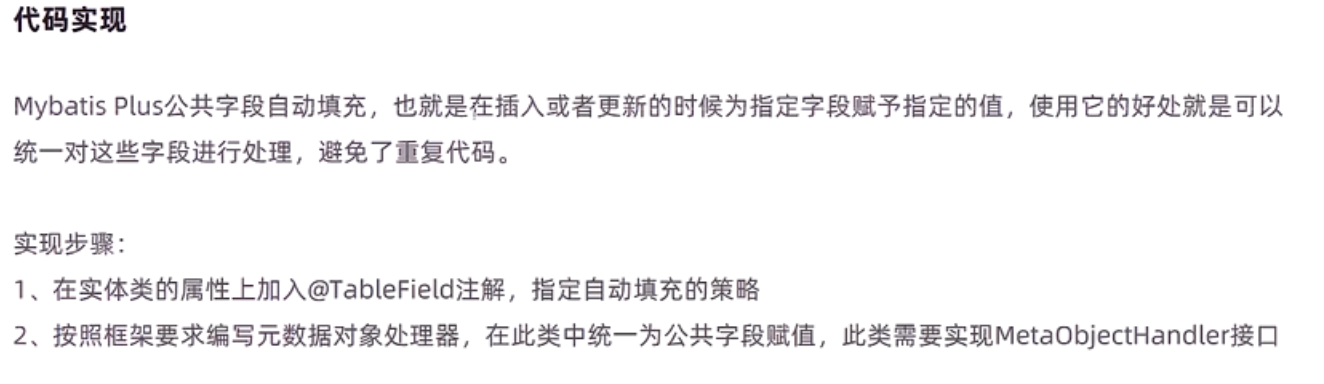 代码实现
Mybatis Plus公共字段自动填充，也就是在插入或者更新的时候为指定字段赋予指定的值，使用它的好处就是可以
统一对这些字段进行处理，避免了重复代码。
实现步骤：
1、在实体类的属性上加入@TableField注解，指定自动填充的策略
2、按照框架要求编写元数据对象处理器，在此类中统一为公共字段赋值，此类需要实现MetaObjectHandler接口